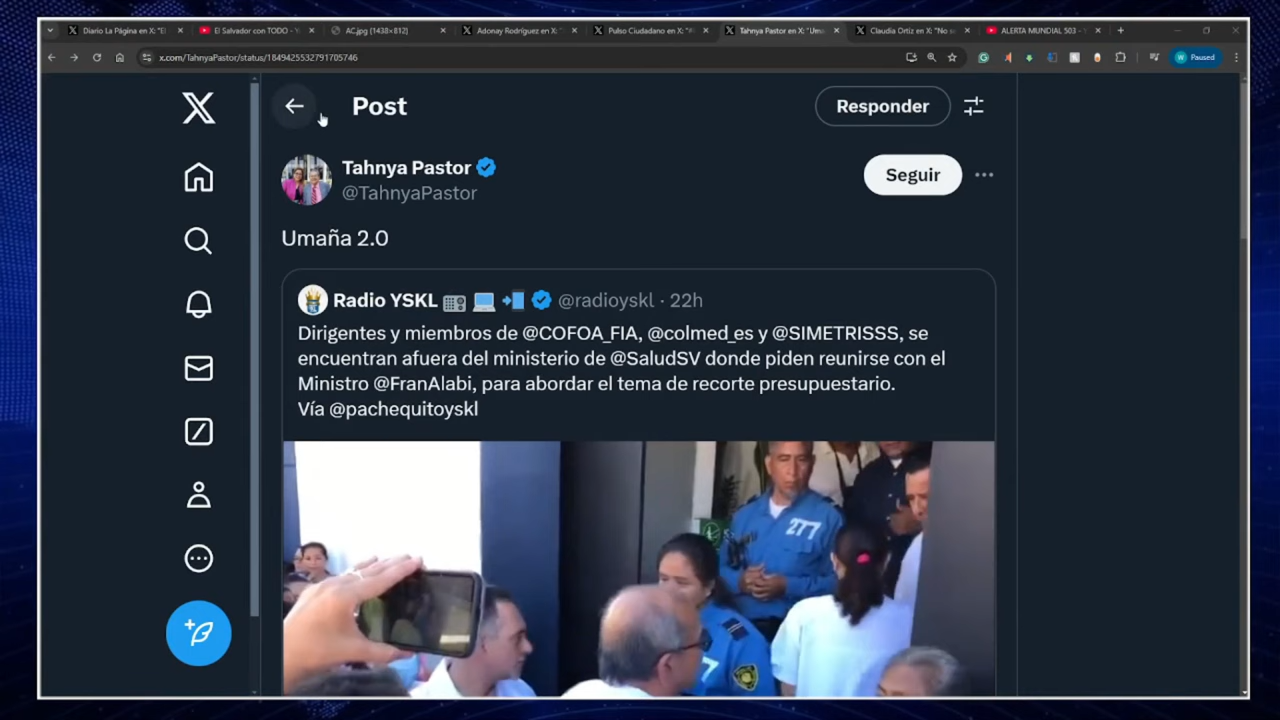 Diario La Página en X: "El
El Salvador con TODO - Y
AC.jpg (1438×812)
Adonay Rodríguez en X: "
Pulso Ciudadano en X: "
Tahnya Pastor en X: "Uma
Claudia Ortiz en X: "No s
ALERTA MUNDIAL 503 -
x.com/TahnyaPastor/status/1849425532791705746
W Paused
Post
Responder
Tahnya Pastor
@TahnyaPastor
Seguir
Umaña 2.0
Radio YSKL @radioyskl · 22h
Dirigentes y miembros de @COFOA_FIA, @colmed_es y @SIMETRISSS, se
encuentran afuera del ministerio de @SaludSV donde piden reunirse con el
Ministro @FranAlabi, para abordar el tema de recorte presupuestario.
Vía @pachequitoyskl
277
7